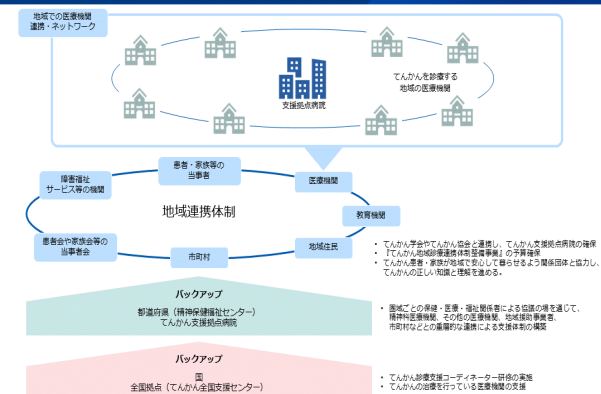 地域での医療機関
連携・ネットワーク
てんかんを診療する
地域の医療機関
支援拠点病院
患者・家族等の
当事者
障害福祉
サービス等の機関
医療機関
地域連携体制
教育機関
患者会や家族会等の
当事者会
地域住民
市町村
• てんかん学会やてんかん協会と連携し、てんかん支援拠点病院の確保
• 『てんかん地域診療連携体制整備事業』の予算確保
• てんかん患者・家族が地域で安心して暮らせるよう関係団体と協力し、
てんかんの正しい知識と理解を進める。
バックアップ
都道府県（精神保健福祉センター）
てんかん支援拠点病院
• 圏域ごとの保健・医療・福祉関係者による協議の場を通じて、
精神科医療機関、その他の医療機関、地域援助事業者、
市町村などとの重層的な連携による支援体制の構築
バックアップ
国
全国拠点（てんかん全国支援センター）
• てんかん診療支援コーディネーター研修の実施
• てんかんの治療を行っている医療機関の支援